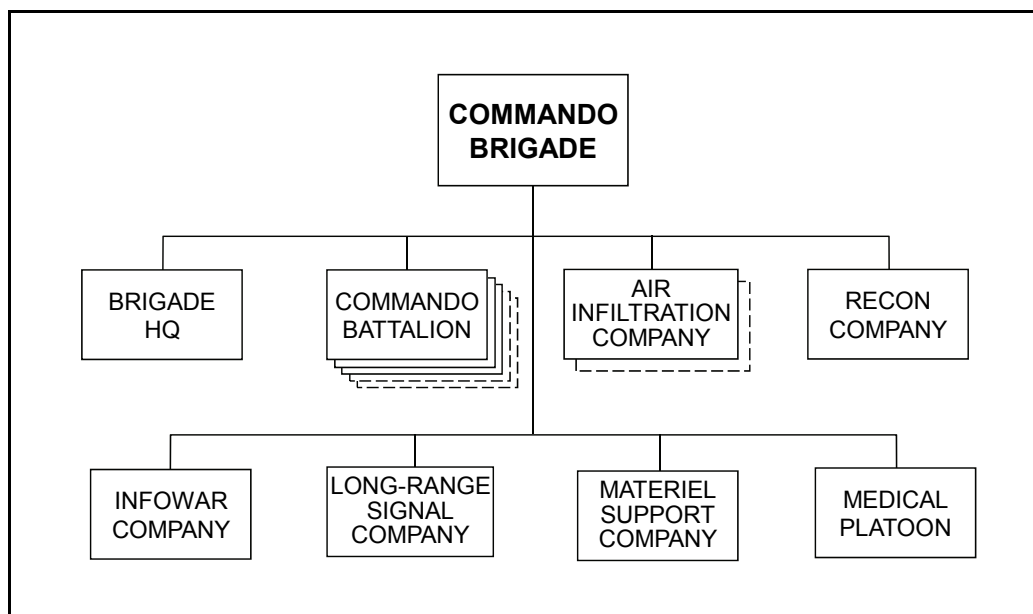 COMMANDO
BRIGADE
BRIGADE
HQ
COMMANDO
BATTALION
AIR
INFILTRATION
COMPANY
RECON
COMPANY
INFOWAR
COMPANY
LONG-RANGE
SIGNAL
COMPANY
MATERIEL
SUPPORT
COMPANY
MEDICAL
PLATOON